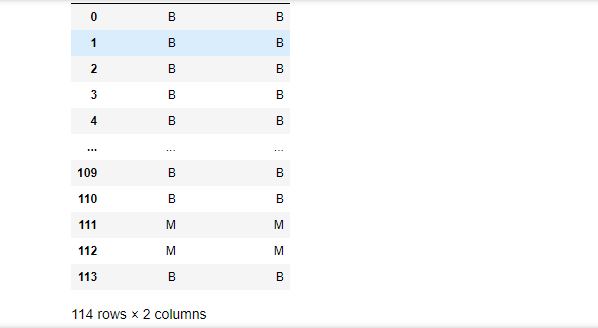 0 B B
1 B B
2 B B
3 B B
4 B B
... ... ...
109 B B
110 B B
111 M M
112 M M
113 B B
114 rows × 2 columns